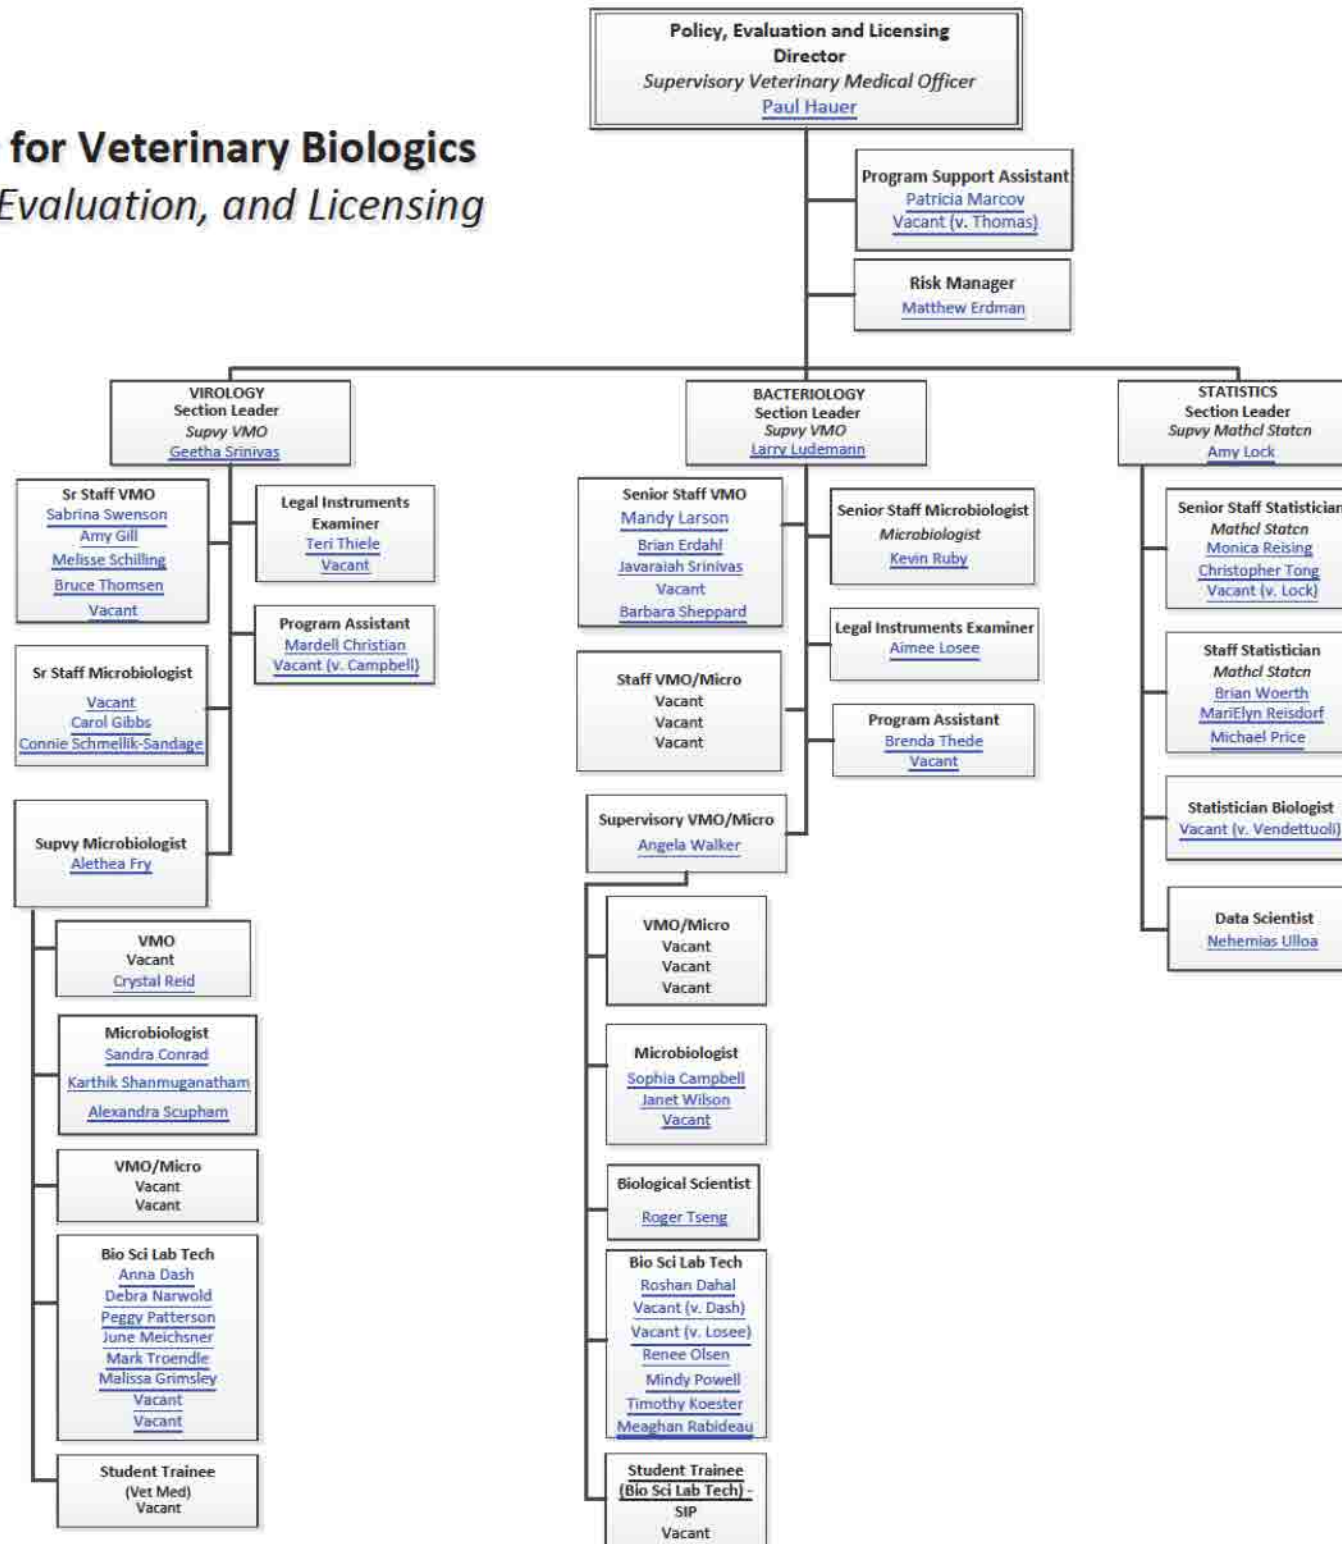 Policy, Evaluation and Licensing
Director
Supervisory Veterinary Medical Officer
Paul Hauer
for Veterinary Biologics
Evaluation, and Licensing
Program Support Assistant
Patricia Marcov
Vacant (v. Thomas)
Risk Manager
Matthew Erdman
VIROLOGY
Section Leader
Supvy VMO
Geetha Srinivas
Sr Staff VMO
Sabrina Swenson
Amy Gill
Melisse Schilling
Bruce Thomsen
Vacant
Legal Instruments
Examiner
Teri Thiele
Vacant
Program Assistant
Mardell Christian
Vacant (v. Campbell)
Sr Staff Microbiologist
Vacant
Carol Gibbs
Connie Schmellik-Sandage
Supvy Microbiologist
Alethea Fry
VMO
Vacant
Crystal Reid
Microbiologist
Sandra Conrad
Karthik Shanmuganatham
Alexandra Scupham
VMO/Micro
Vacant
Vacant
Bio Sci Lab Tech
Anna Dash
Debra Narwold
Peggy Patterson
June Meichsner
Mark Troendle
Malissa Grimsley
Vacant
Vacant
Student Trainee
(Vet Med)
Vacant
BACTERIOLOGY
Section Leader
Supvy VMO
Larry Ludemann
Senior Staff VMO
Mandy Larson
Brian Erdahl
Javaraiah Srinivas
Vacant
Barbara Sheppard
Senior Staff Microbiologist
Microbiologist
Kevin Ruby
Legal Instruments Examiner
Aimee Losee
Staff VMO/Micro
Vacant
Vacant
Vacant
Program Assistant
Brenda Thede
Vacant
Supervisory VMO/Micro
Angela Walker
VMO/Micro
Vacant
Vacant
Vacant
Microbiologist
Sophia Campbell
Janet Wilson
Vacant
Biological Scientist
Roger Tseng
Bio Sci Lab Tech
Roshan Dahal
Vacant (v. Dash)
Vacant (v. Losee)
Renee Olsen
Mindy Powell
Timothy Koester
Meaghan Rabideau
Student Trainee
(Bio Sci Lab Tech) -
SIP
Vacant
STATISTICS
Section Leader
Supvy Mathcl Statcn
Amy Lock
Senior Staff Statistician
Mathcl Statcn
Monica Reising
Christopher Tong
Vacant (v. Lock)
Staff Statistician
Mathcl Statcn
Brian Woerth
MariElyn Reisdorf
Michael Price
Statistician Biologist
Vacant (v. Vendettuoli)
Data Scientist
Nehemias Ulloa